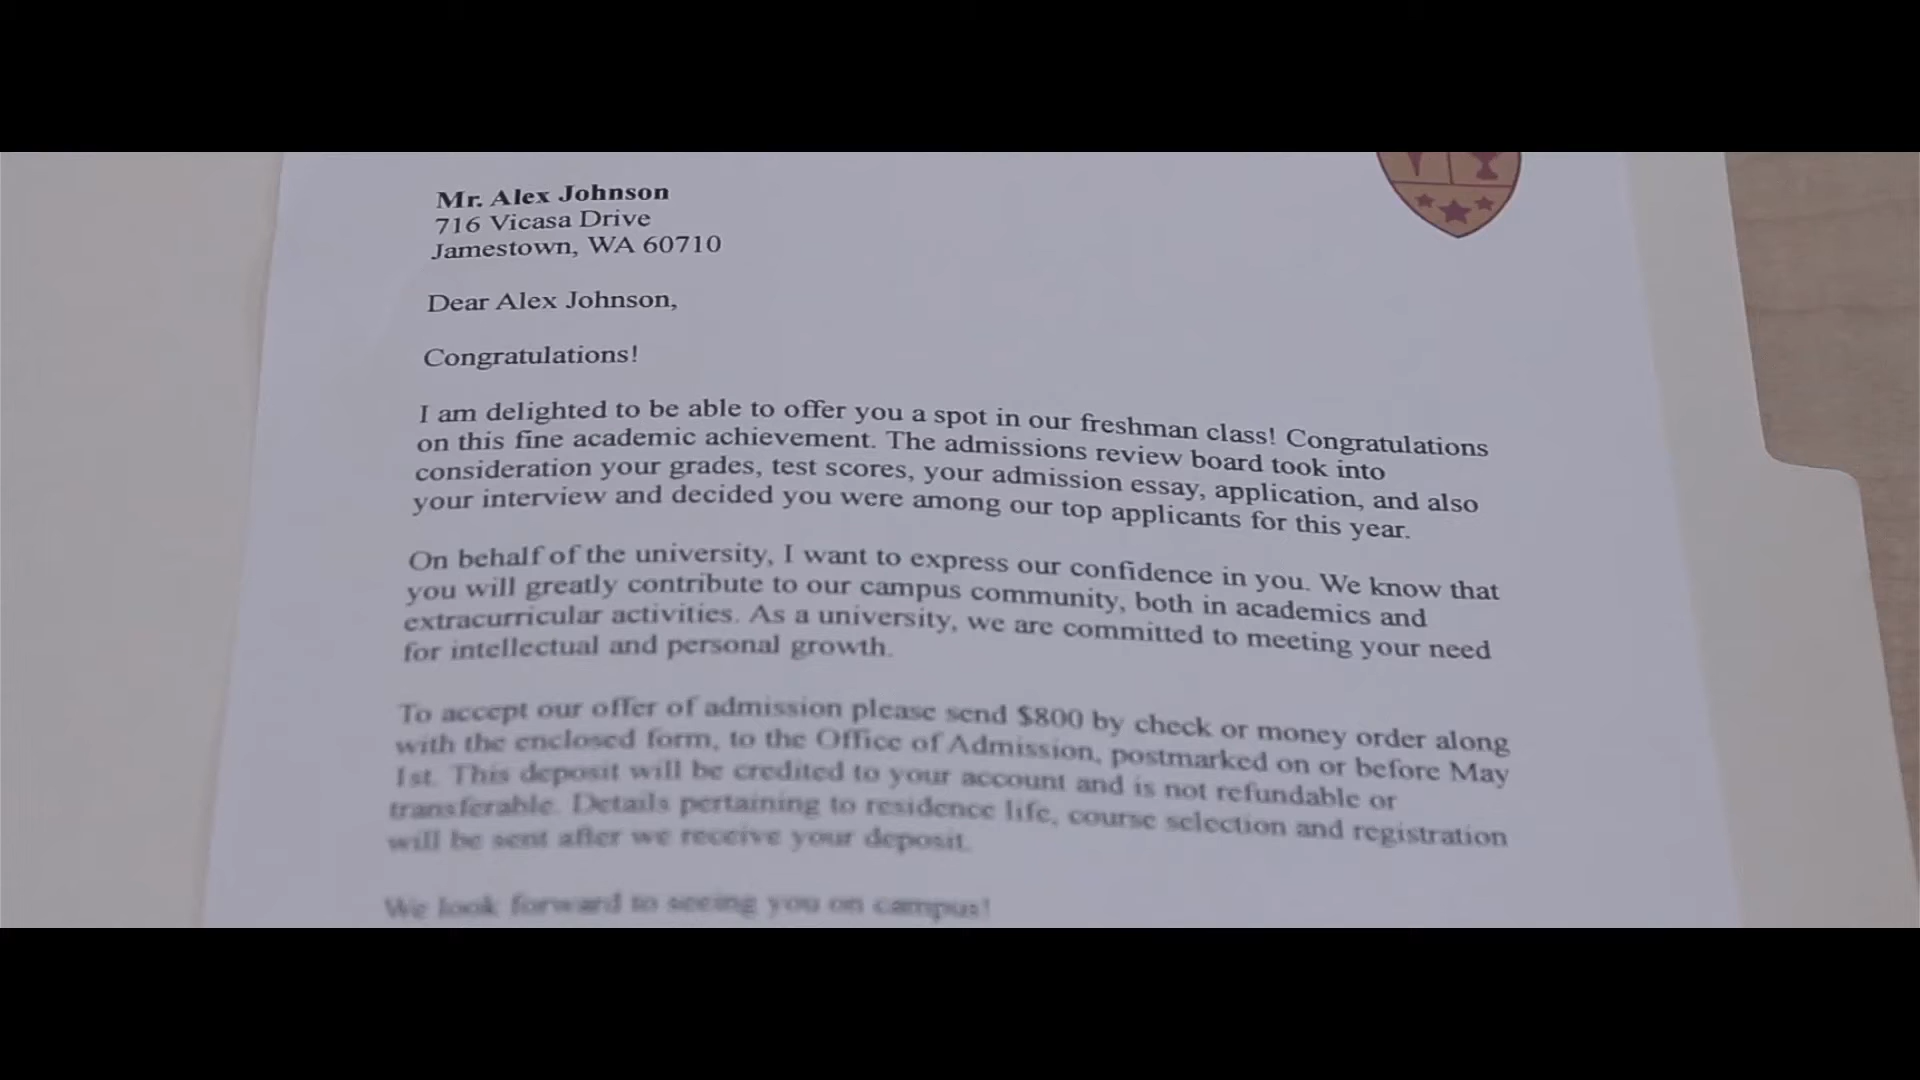 Mr. Alex Johnson
716 Vicasa Drive
Jamestown, WA 60710
Dear Alex Johnson,
Congratulations!
I am delighted to be able to offer you a spot in our freshman class! Congratulations
on this fine academic achievement. The admissions review board took into
consideration your grades, test scores, your admission essay, application, and also
your interview and decided you were among our top applicants for this year.
On behalf of the university, I want to express our confidence in you. We know that
you will greatly contribute to our campus community, both in academics and
extracurricular activities. As a university, we are committed to meeting your need
for intellectual and personal growth.
To accept our offer of admission please send $800 by check or money order along
with the enclosed form, to the Office of Admission, postmarked on or before May
1st. This deposit will be credited to your account and is not refundable or
transferable. Details pertaining to residence life, course selection and registration
will be sent after we receive your deposit.
We look forward to seeing you on campus!